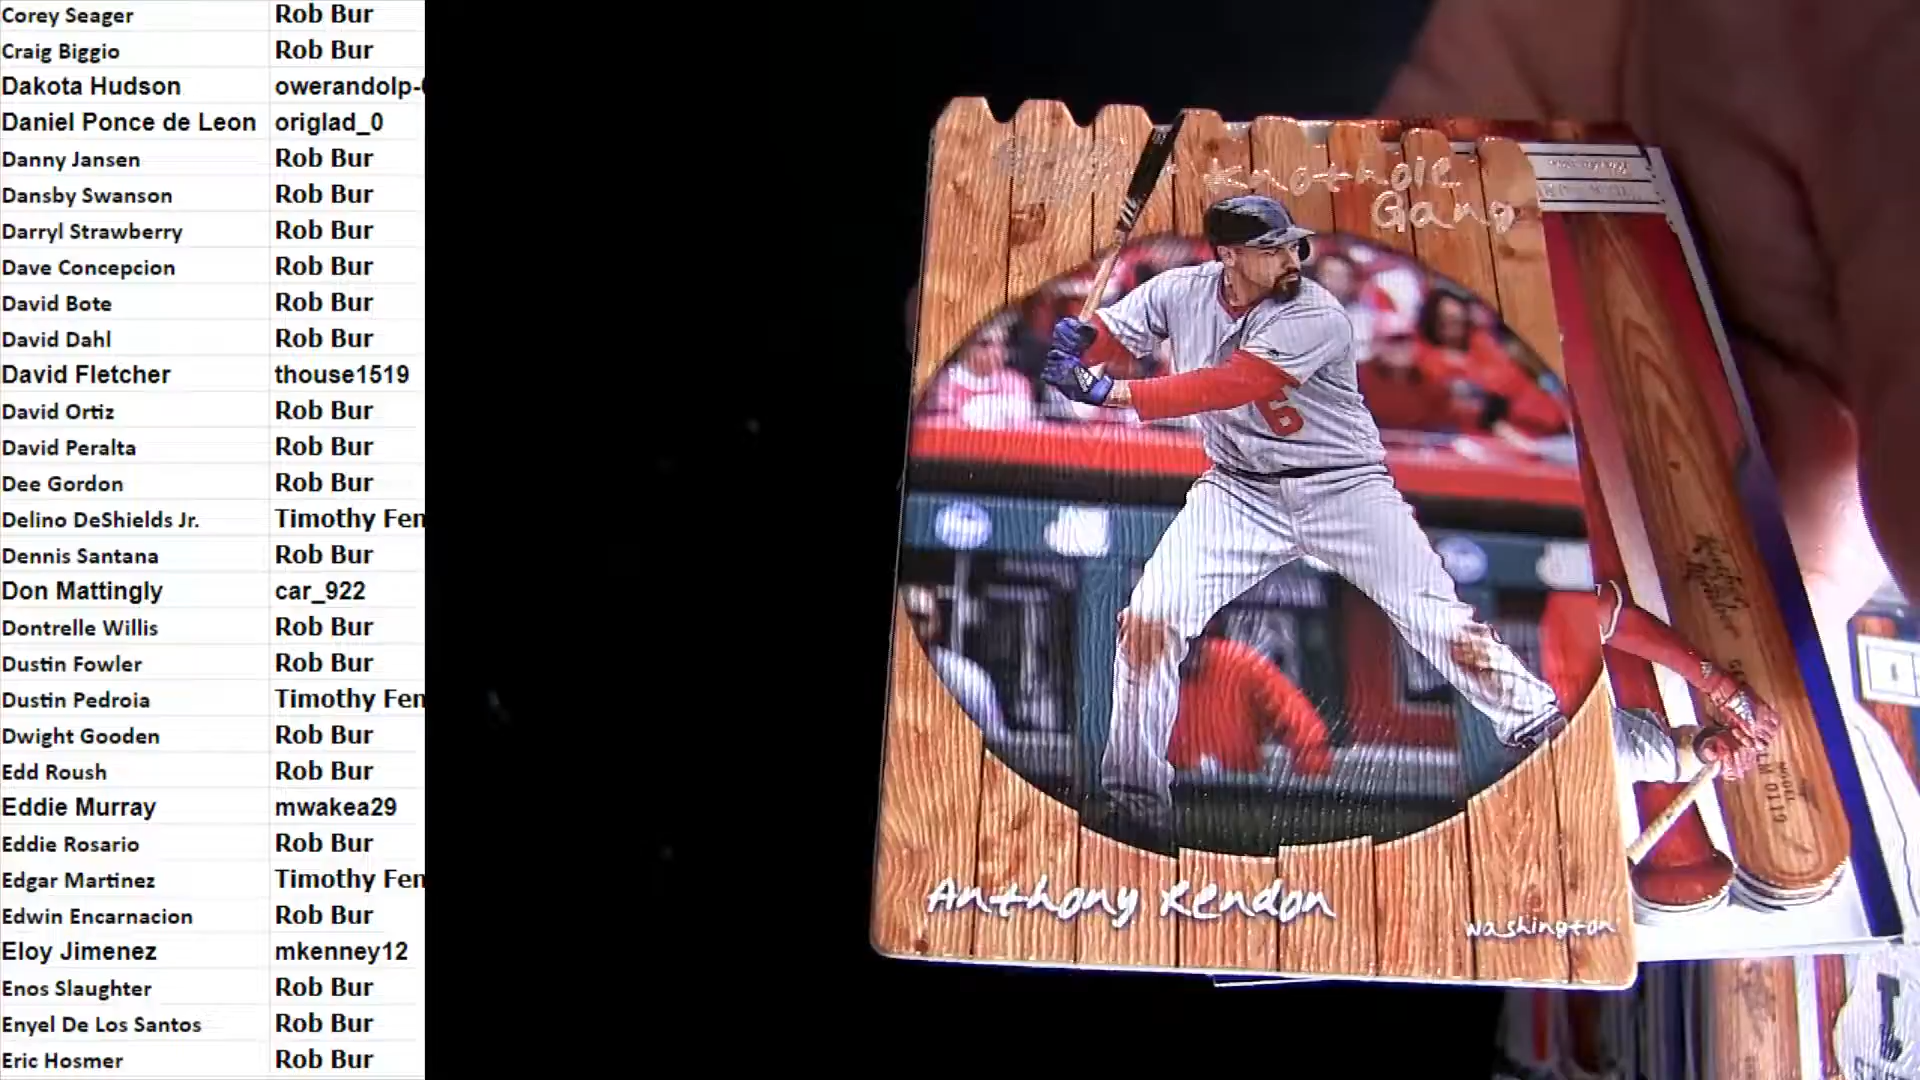 Corey Seager Rob Bur
Craig Biggio Rob Bur
Dakota Hudson owerandolp-
Daniel Ponce de Leon origlad_0
Danny Jansen Rob Bur
Dansby Swanson Rob Bur
Darryl Strawberry Rob Bur
Dave Concepcion Rob Bur
David Bote Rob Bur
David Dahl Rob Bur
David Fletcher thouse1519
David Ortiz Rob Bur
David Peralta Rob Bur
Dee Gordon Rob Bur
Delino DeShields Jr. Timothy Fen
Dennis Santana Rob Bur
Don Mattingly car_922
Dontrelle Willis Rob Bur
Dustin Fowler Rob Bur
Dustin Pedroia Timothy Fen
Dwight Gooden Rob Bur
Edd Roush Rob Bur
Eddie Murray mwakea29
Eddie Rosario Rob Bur
Edgar Martinez Timothy Fen
Edwin Encarnacion Rob Bur
Eloy Jimenez mkenney12
Enos Slaughter Rob Bur
Enyel De Los Santos Rob Bur
Eric Hosmer Rob Bur
Knothole
Gang
6
Anthony Rendon
Washington
MODEL